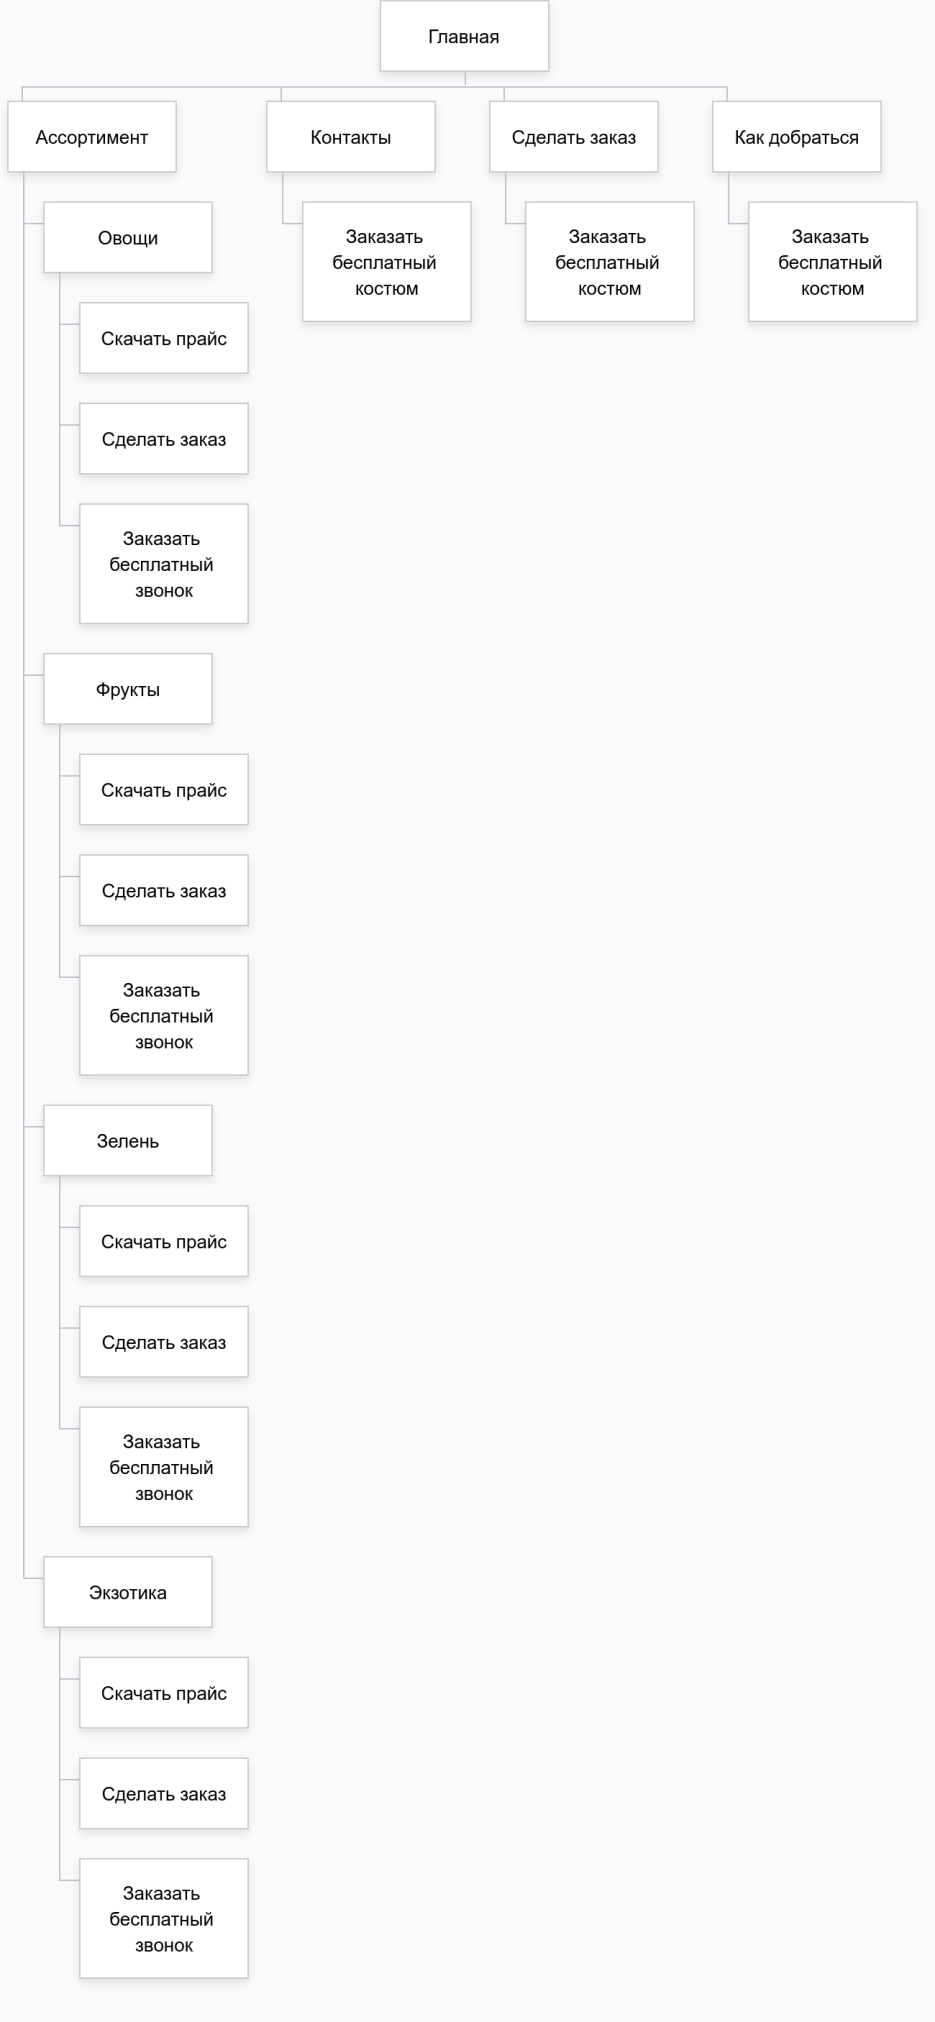 Главная
Ассортимент
Контакты
Сделать заказ
Как добраться
Овощи
Заказать
бесплатный
костюм
Заказать
бесплатный
костюм
Заказать
бесплатный
костюм
Скачать прайс
Сделать заказ
Заказать
бесплатный
звонок
Фрукты
Скачать прайс
Сделать заказ
Заказать
бесплатный
звонок
Зелень
Скачать прайс
Сделать заказ
Заказать
бесплатный
звонок
Экзотика
Скачать прайс
Сделать заказ
Заказать
бесплатный
звонок